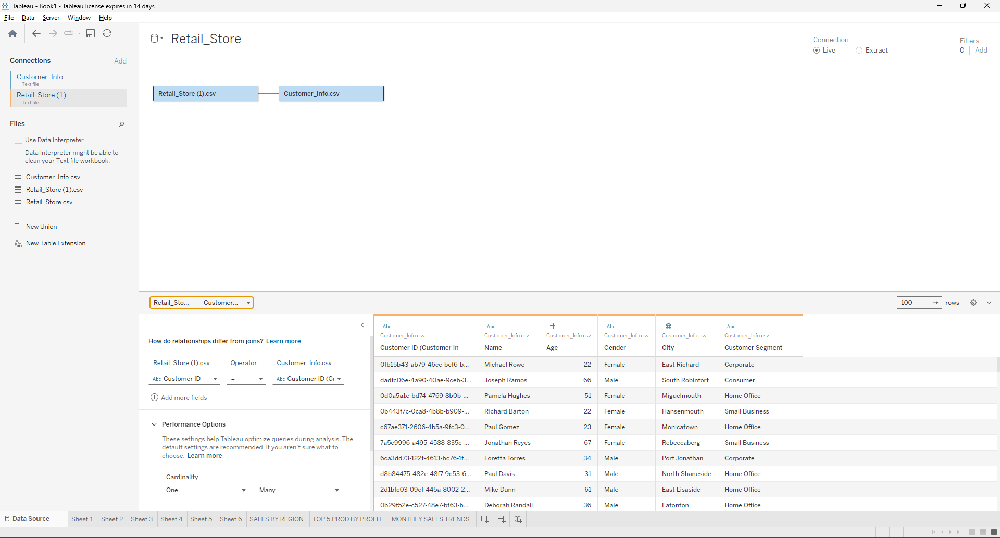 Tableau - Book1 - Tableau license expires in 14 days
File Data Server Window Help
Retail_Store
Connection
Live Extract
Filters
0 Add
Connections Add
Customer_Info
Text file
Retail_Store (1)
Text file
Files
Use Data Interpreter
Data Interpreter might be able to
clean your Text file workbook.
Customer_Info.csv
Retail_Store (1).csv
Retail_Store.csv
New Union
New Table Extension
Retail_Store (1).csv Customer_Info.csv
Retail_Sto... — Customer...
100 rows
How do relationships differ from joins? Learn more
Retail_Store (1).csv Operator Customer_Info.csv
Abc Customer ID = Abc Customer ID (Cu
Add more fields
Performance Options
These settings help Tableau optimize queries during analysis. The
default settings are recommended, if you aren't sure what to
choose. Learn more
Cardinality
One Many
Abc Abc # Abc Abc
Customer_Info.csv Customer_Info.csv Customer_Info.csv Customer_Info.csv Customer_Info.csv Customer_Info.csv
Customer ID (Customer In Name Age Gender City Customer Segment
0fb15b43-ab79-46cc-bcf6-b... Michael Rowe 22 Female East Richard Corporate
dadfc06e-4a90-40ae-9ceb-3... Joseph Ramos 66 Male South Robinfort Consumer
0d0a5a1e-bd74-4769-8b0b-... Pamela Hughes 51 Female Miguelmouth Home Office
0b443f7c-0ca8-4b8b-b909-... Richard Barton 22 Female Hansenmouth Small Business
c67ae371-2606-4b5a-9fc3-0... Paul Gomez 23 Female Monicatown Home Office
7a5c9996-a495-4588-835c-... Jonathan Reyes 67 Female Rebeccaberg Small Business
6ca3dd73-122f-4613-bc76-1f... Loretta Torres 34 Male Port Jonathan Corporate
d8b84475-482e-48f7-9c53-6... Paul Davis 31 Male North Shaneside Home Office
2d1bfc03-09cf-445a-8002-2... Mike Dunn 61 Male East Lisaside Home Office
0b29f52e-c527-48e7-bf63-b... Deborah Randall 36 Male Eatonton Home Office
Data Source Sheet 1 Sheet 2 Sheet 3 Sheet 4 Sheet 5 Sheet 6 SALES BY REGION TOP 5 PROD BY PROFIT MONTHLY SALES TRENDS